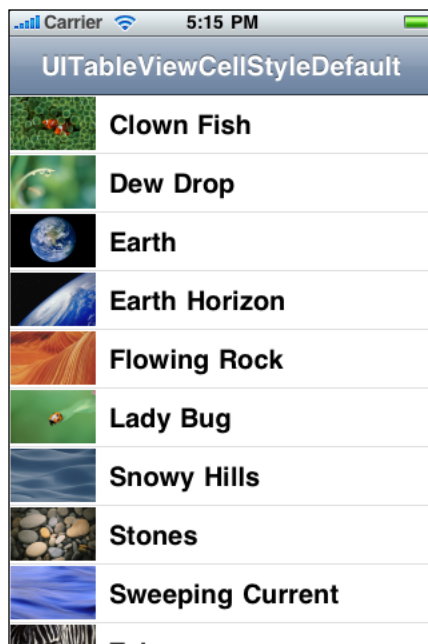 Carrier 5:15 PM
UITableViewCellStyleDefault
Clown Fish
Dew Drop
Earth
Earth Horizon
Flowing Rock
Lady Bug
Snowy Hills
Stones
Sweeping Current